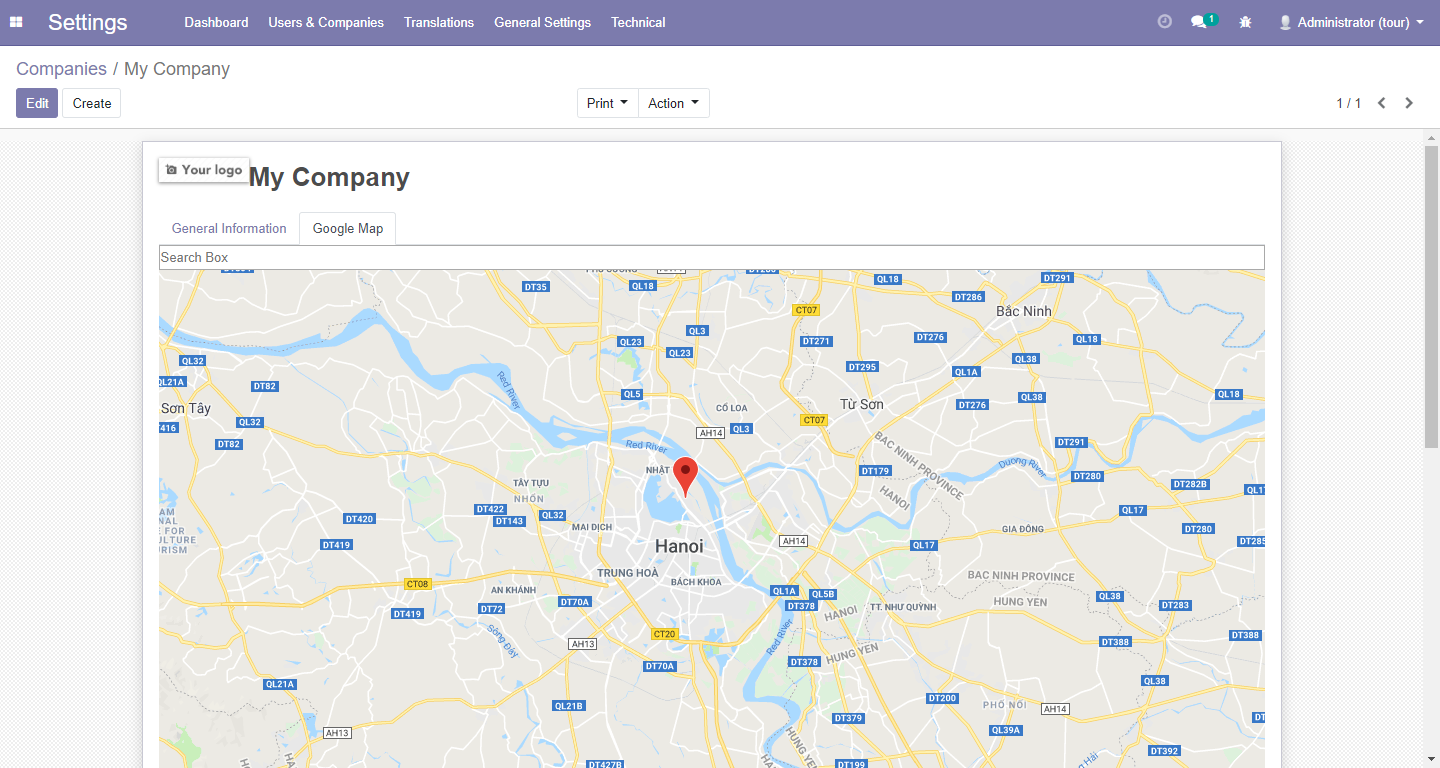 Settings Dashboard Users & Companies Translations General Settings Technical 1 Administrator (tour)
Companies / My Company
Edit Create Print Action 1 / 1
Your logo My Company
General Information Google Map
Search Box
DT35 QL18 QL18 DT291
DT286
CT07 Bắc Ninh
QL3
QL23 DT271 DT276 QL18
QL23
QL32 QL38
DT295 QL1A
QL21A DT82
QL5 QL38 QL18
Sơn Tây CỔ LOA Từ Sơn DT276
QL32 CT07
416 AH14 QL3
DT82 DT291
Red River
Red River
BAC NINH PROVINCE
HANOI
Duong River
NHẬT DT179 DT280
TÂY TỰU DT282B
NHỔN
DT422 QL32 QL17
DT143
DT420 MAI DỊCH GIA ĐÔNG DT280
AH14
DT419 Hanoi QL17
TRUNG HOÀ BAC NINH PROVINCE
CT08 BÁCH KHOA
AN KHÁNH QL1A QL5B QL38
DT70A HANOI HUNG YEN
DT419 DT72 DT378 TT. NHƯ QUỲNH DT283
Sông Đáy
CT20 Red River DT388
AH13 DT388
DT70A DT378 HUNG YEN
QL21A QL38
DT200
QL21B PHỐ NỐI AH14
DT379
AH13 QL39A
HUNG YEN
DT392
DT427B DT199